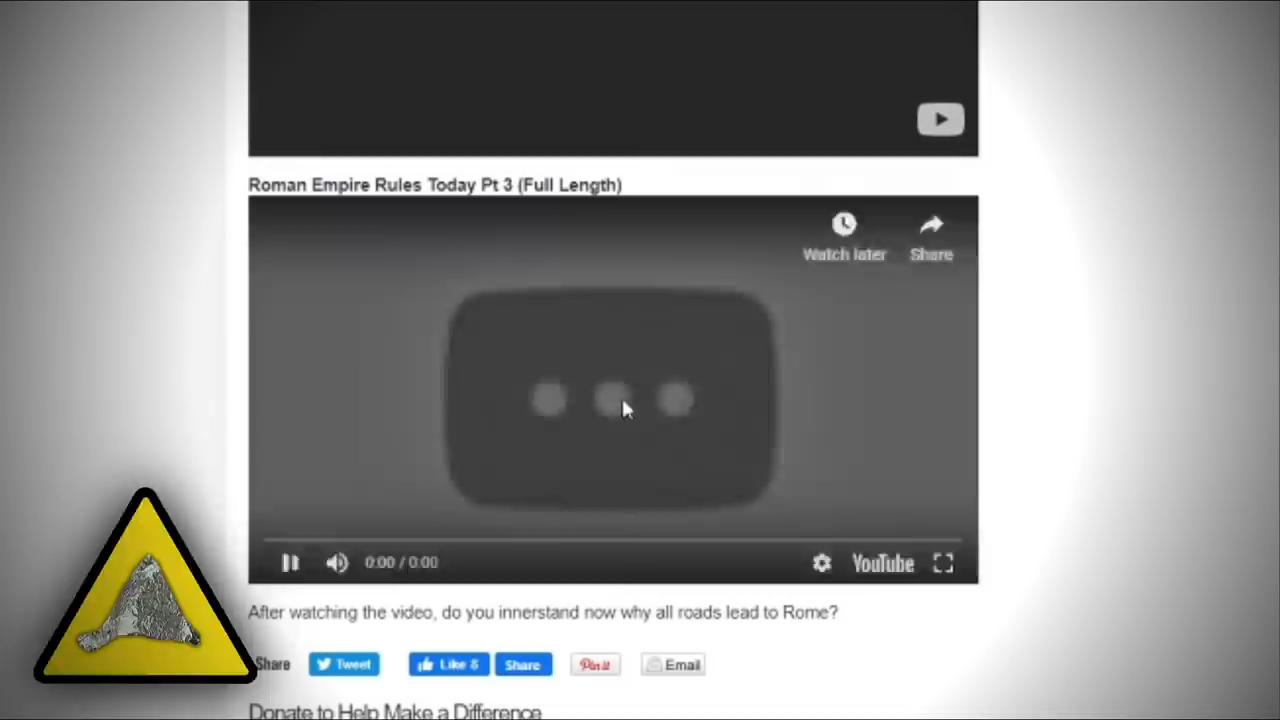 Roman Empire Rules Today Pt 3 (Full Length)
Watch later Share
0:00 / 0:00
YouTube
After watching the video, do you innerstand now why all roads lead to Rome?
Share Tweet Like 8 Share Pin it Email
Donate to Help Make a Difference